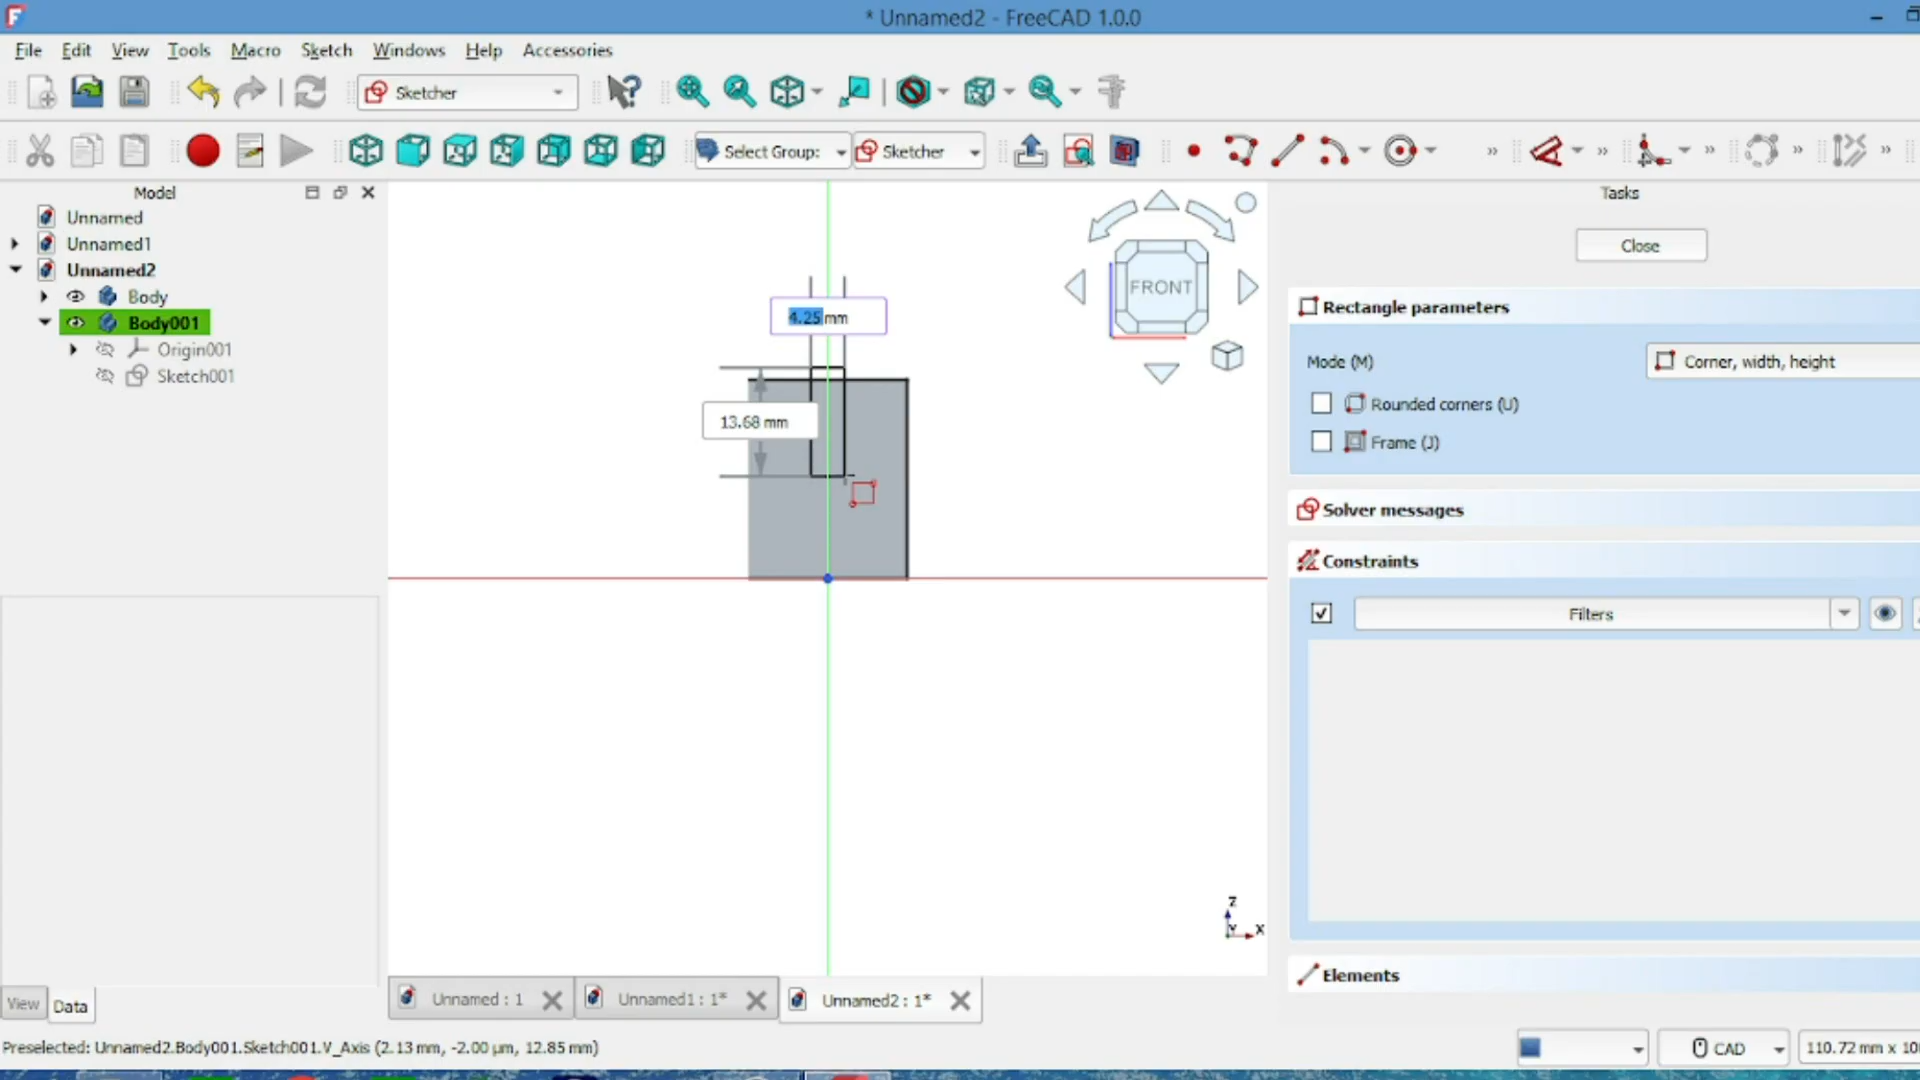 * Unnamed2 - FreeCAD 1.0.0
File Edit View Tools Macro Sketch Windows Help Accessories
Sketcher
Select Group: Sketcher
Model
Unnamed
Unnamed1
Unnamed2
Body
Body001
Origin001
Sketch001
View Data
4.25 mm
13.68 mm
FRONT
Z
Y X
Unnamed : 1 Unnamed1 : 1* Unnamed2 : 1*
Tasks
Close
Rectangle parameters
Mode (M) Corner, width, height
Rounded corners (U)
Frame (J)
Solver messages
Constraints
Filters
Elements
Preselected: Unnamed2.Body001.Sketch001.V_Axis (2.13 mm, -2.00 µm, 12.85 mm)
CAD 110.72 mm x 10